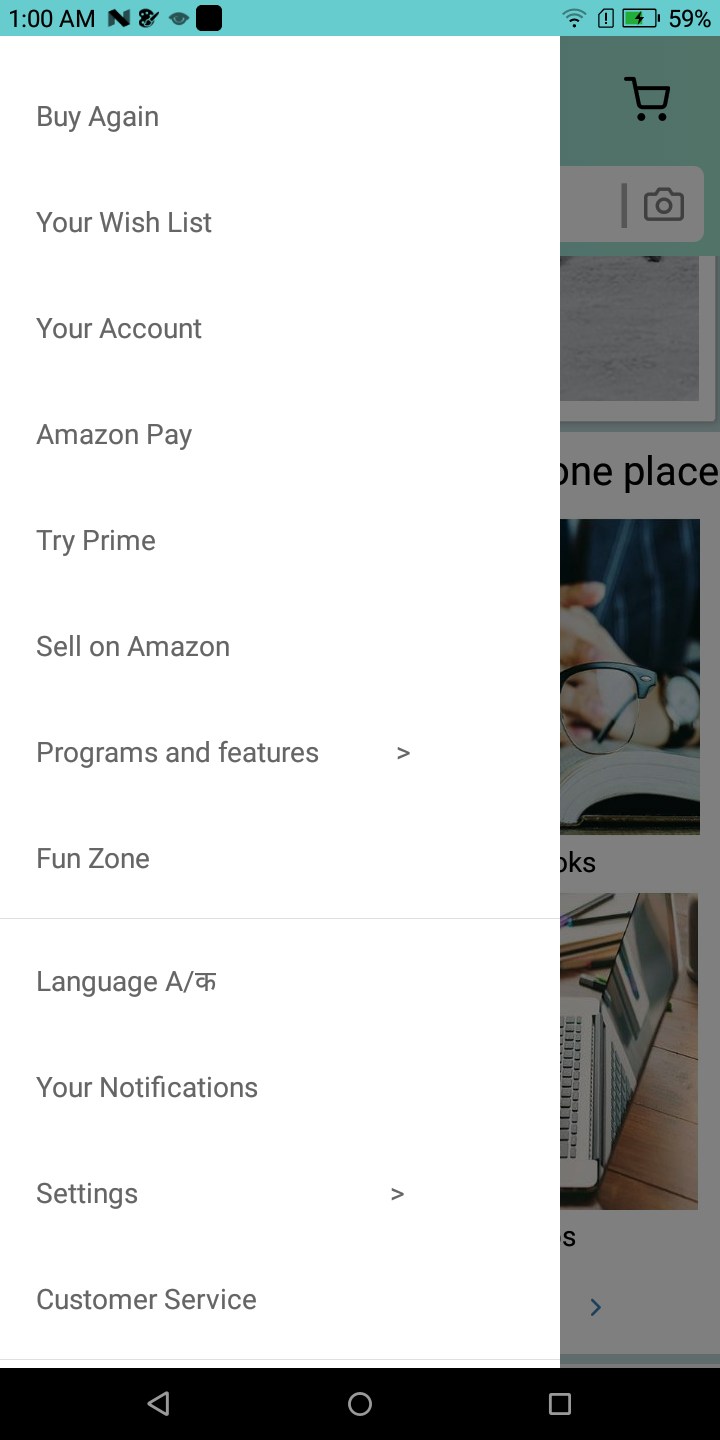 1:00 AM
59%
Buy Again
Your Wish List
Your Account
Amazon Pay
one place
Try Prime
Sell on Amazon
Programs and features >
Fun Zone
oks
Language A/क
Your Notifications
Settings >
s
Customer Service